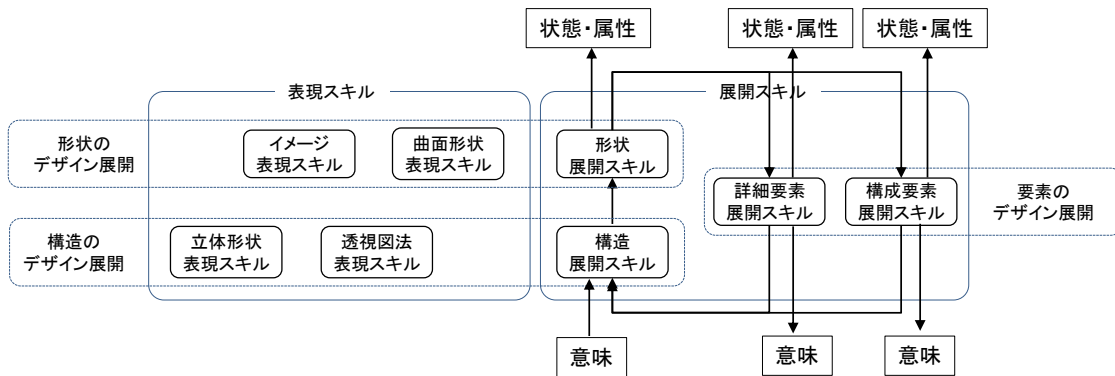 状態・属性
状態・属性
状態・属性
表現スキル
展開スキル
形状の
デザイン展開
イメージ
表現スキル
曲面形状
表現スキル
形状
展開スキル
詳細要素
展開スキル
構成要素
展開スキル
要素の
デザイン展開
構造の
デザイン展開
立体形状
表現スキル
透視図法
表現スキル
構造
展開スキル
意味
意味
意味